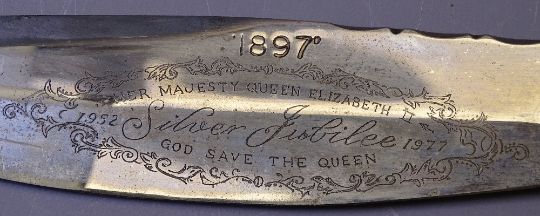 1897
HER MAJESTY QUEEN ELIZABETH II
1952 Silver Jubilee 1977
GOD SAVE THE QUEEN